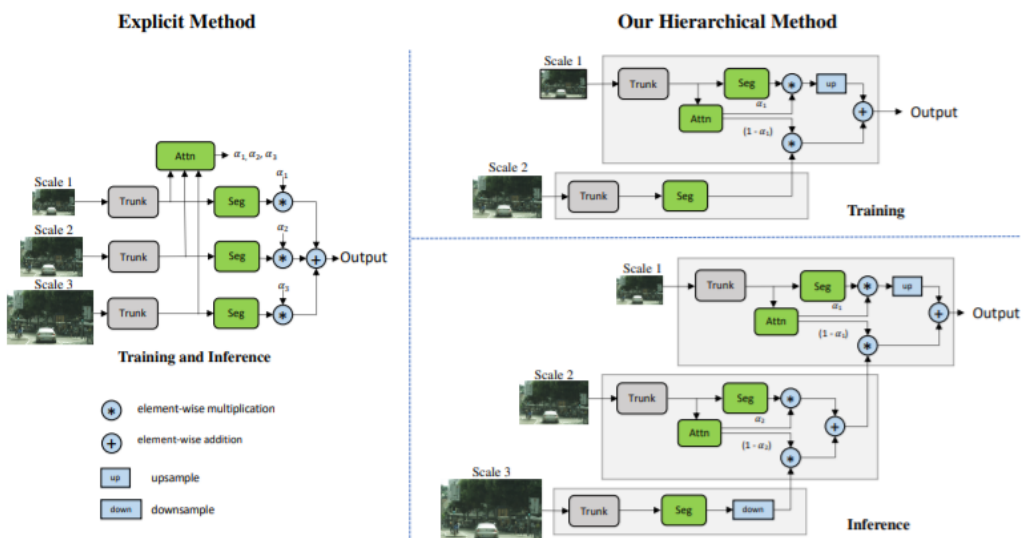 Explicit Method
Attn
α₁, α₂, α₃
Scale 1
Trunk
Seg
α₁
*
Scale 2
Trunk
Seg
α₂
*
+
Output
Scale 3
Trunk
Seg
α₃
*
Training and Inference
* element-wise multiplication
+ element-wise addition
up upsample
down downsample
Our Hierarchical Method
Scale 1
Trunk
Seg
*
up
α₁
Attn
+
Output
(1 - α₁)
*
Scale 2
Trunk
Seg
Training
Scale 1
Trunk
Seg
*
up
α₁
Attn
+
Output
(1 - α₁)
*
Scale 2
Trunk
Seg
*
α₂
Attn
+
(1 - α₂)
*
Scale 3
Trunk
Seg
down
Inference